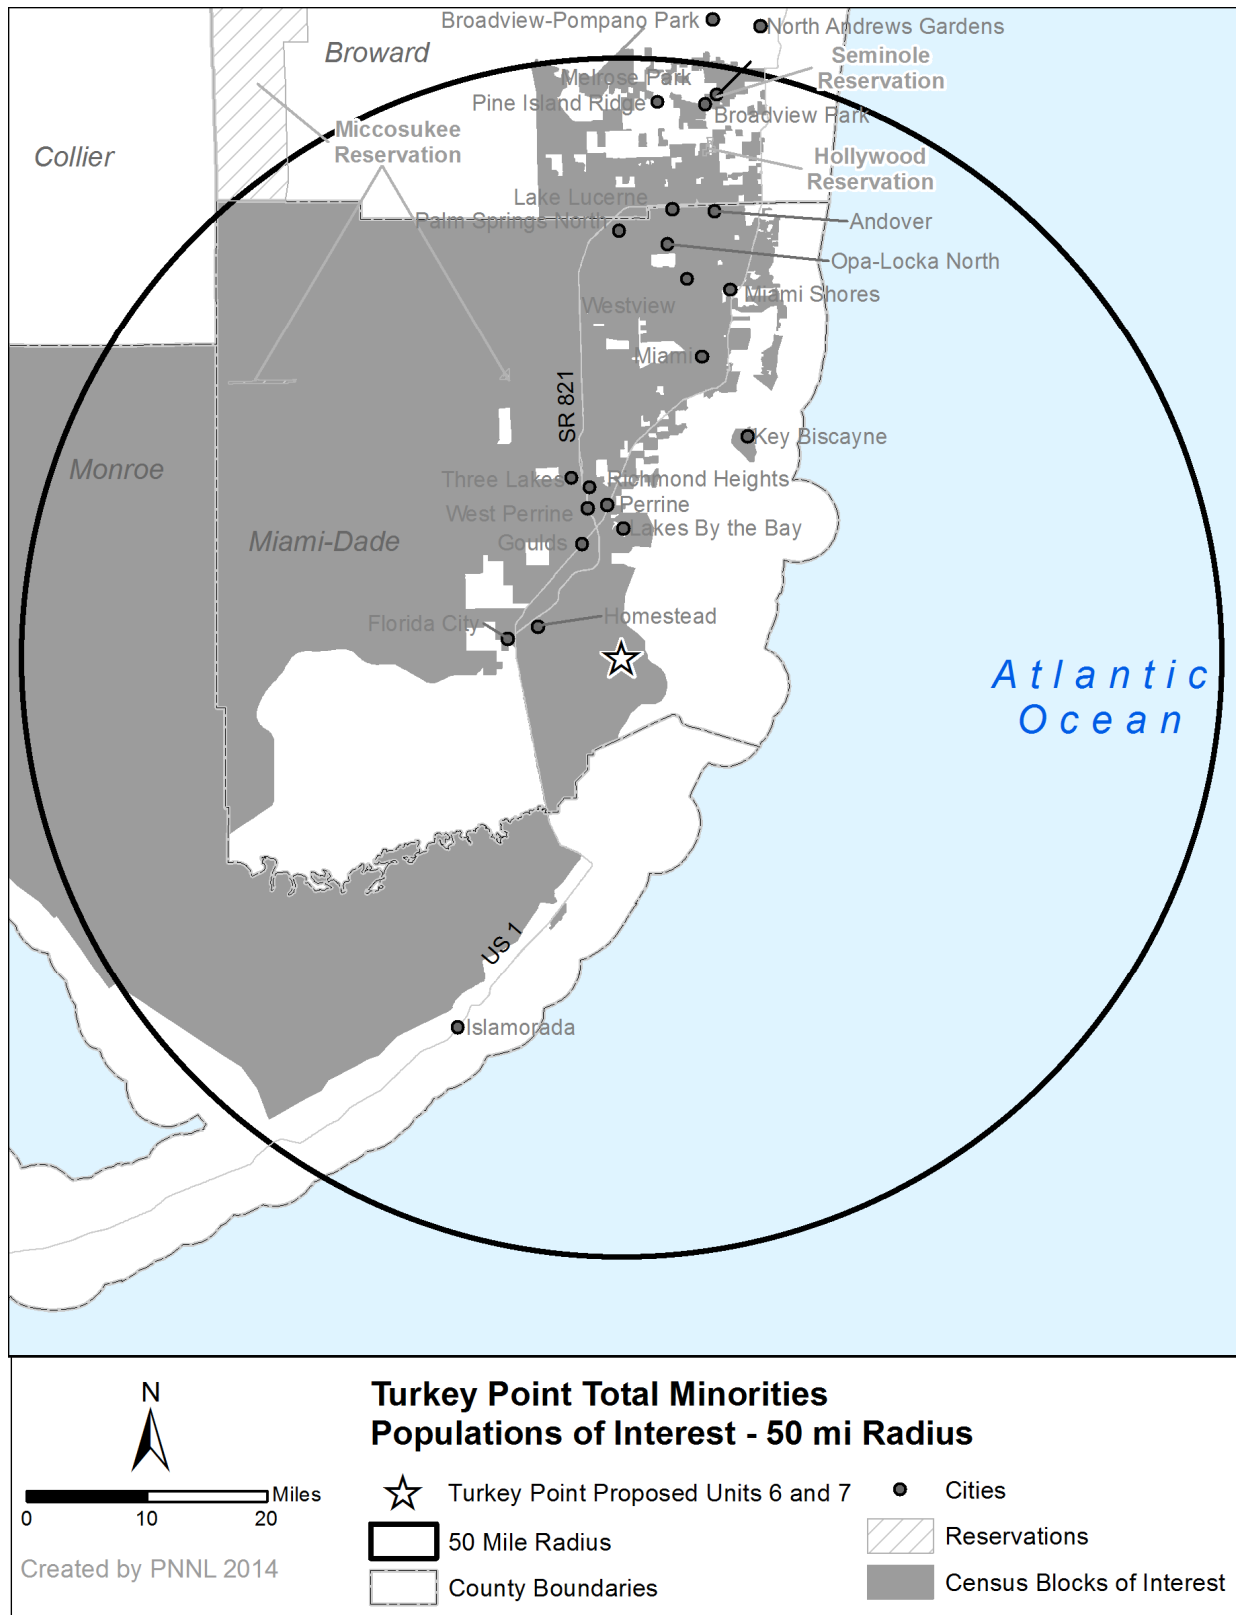 Broadview-Pompano Park
North Andrews Gardens
Broward
Seminole
Reservation
Melrose Park
Pine Island Ridge
Broadview Park
Miccosukee
Reservation
Collier
Hollywood
Reservation
Lake Lucerne
Palm Springs North
Andover
Opa-Locka North
Miami Shores
Westview
Miami
SR 821
Key Biscayne
Monroe
Three Lakes
Richmond Heights
West Perrine
Perrine
Lakes By the Bay
Miami-Dade
Goulds
Florida City
Homestead
Atlantic
Ocean
US 1
Islamorada
N
Miles
0 10 20
Created by PNNL 2014
Turkey Point Total Minorities
Populations of Interest - 50 mi Radius
Turkey Point Proposed Units 6 and 7
50 Mile Radius
County Boundaries
Cities
Reservations
Census Blocks of Interest